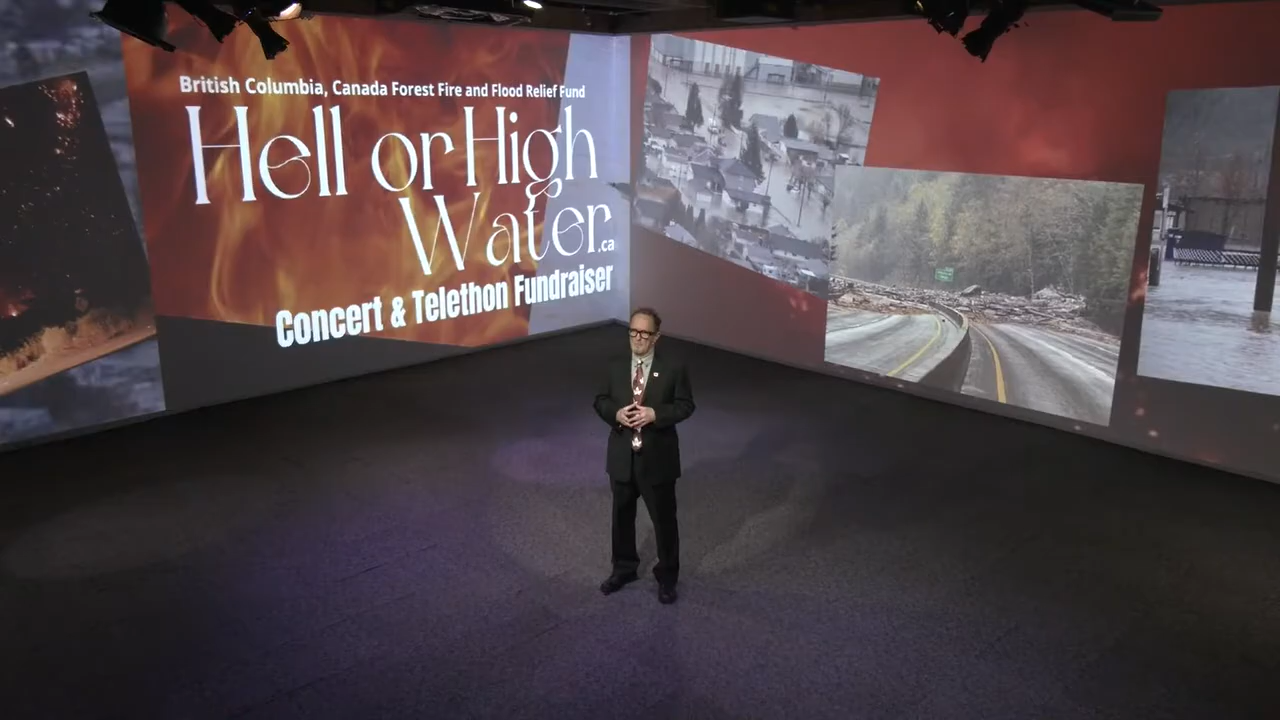 British Columbia, Canada Forest Fire and Flood Relief Fund
Hell or High
Water.ca
Concert & Telethon Fundraiser